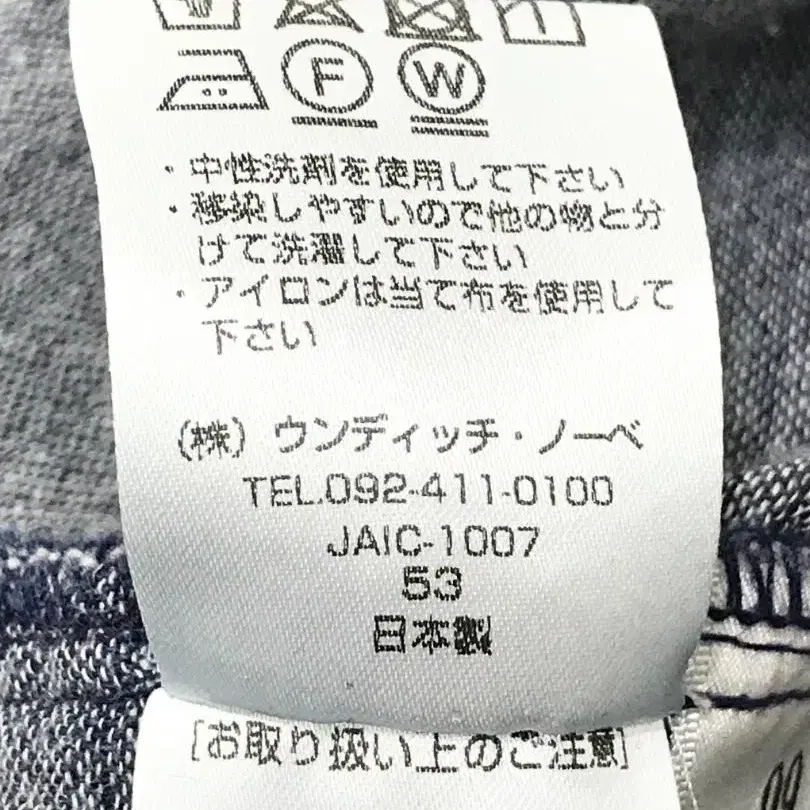 F W
・中性洗剤を使用して下さい
・移染しやすいので他の物と分
けて洗濯して下さい
・アイロンは当て布を使用して
下さい
(株)ウンディッチ・ノーベ
TEL.092-411-0100
JAIC-1007
53
日本製
[お取り扱い上のご注意]